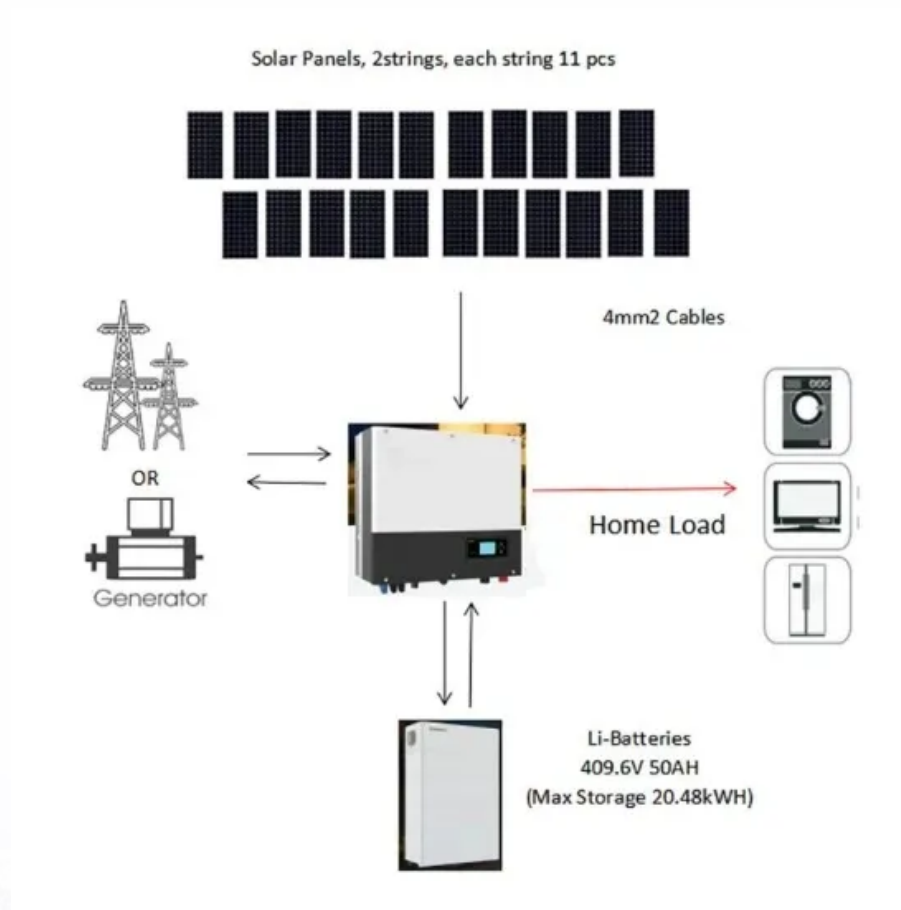 Solar Panels, 2strings, each string 11 pcs
4mm2 Cables
OR
Generator
Home Load
Li-Batteries
409.6V 50AH
(Max Storage 20.48kWH)